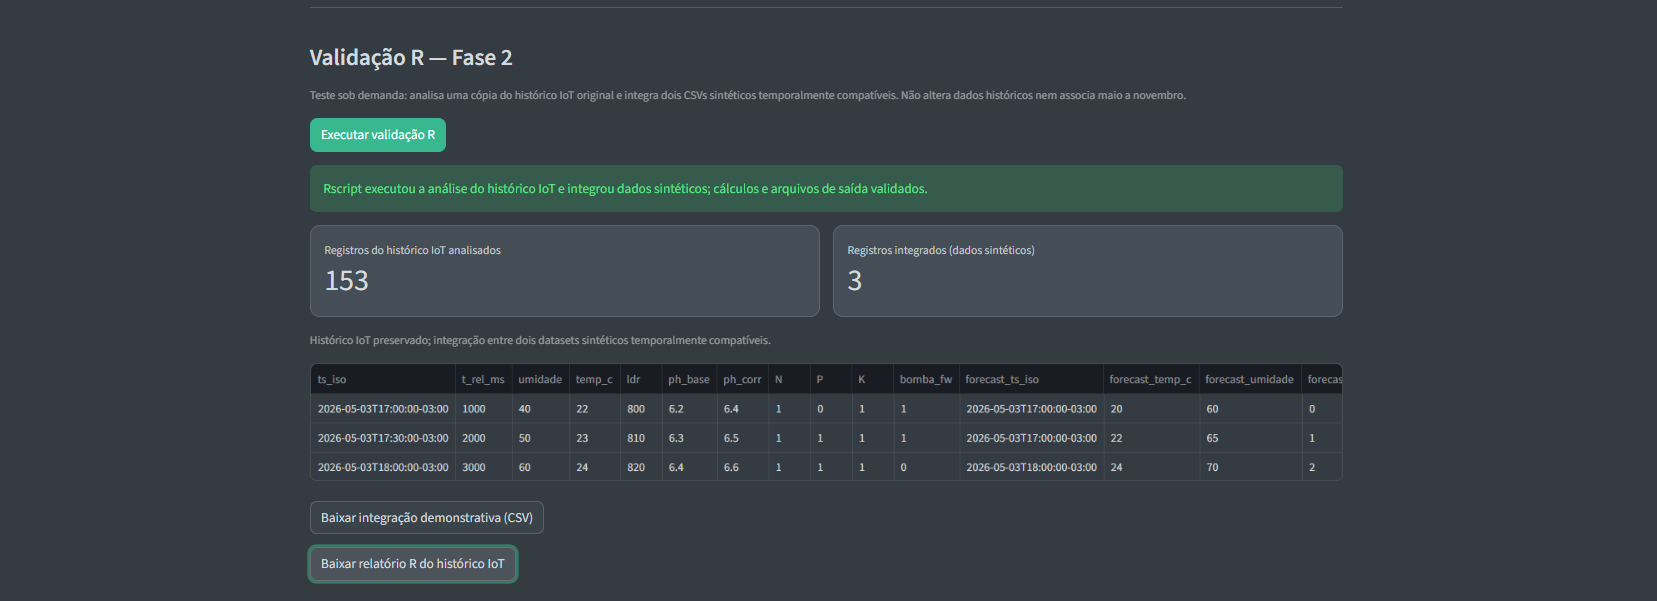 Validação R — Fase 2
Teste sob demanda: analisa uma cópia do histórico IoT original e integra dois CSVs sintéticos temporalmente compatíveis. Não altera dados históricos nem associa maio a novembro.
Executar validação R
Rscript executou a análise do histórico IoT e integrou dados sintéticos; cálculos e arquivos de saída validados.
Registros do histórico IoT analisados
153
Registros integrados (dados sintéticos)
3
Histórico IoT preservado; integração entre dois datasets sintéticos temporalmente compatíveis.
ts_iso t_rel_ms umidade temp_c ldr ph_base ph_corr N P K bomba_fw forecast_ts_iso forecast_temp_c forecast_umidade forecas
2026-05-03T17:00:00-03:00 1000 40 22 800 6.2 6.4 1 0 1 1 2026-05-03T17:00:00-03:00 20 60 0
2026-05-03T17:30:00-03:00 2000 50 23 810 6.3 6.5 1 1 1 1 2026-05-03T17:00:00-03:00 22 65 1
2026-05-03T18:00:00-03:00 3000 60 24 820 6.4 6.6 1 1 1 0 2026-05-03T18:00:00-03:00 24 70 2
Baixar integração demonstrativa (CSV)
Baixar relatório R do histórico IoT